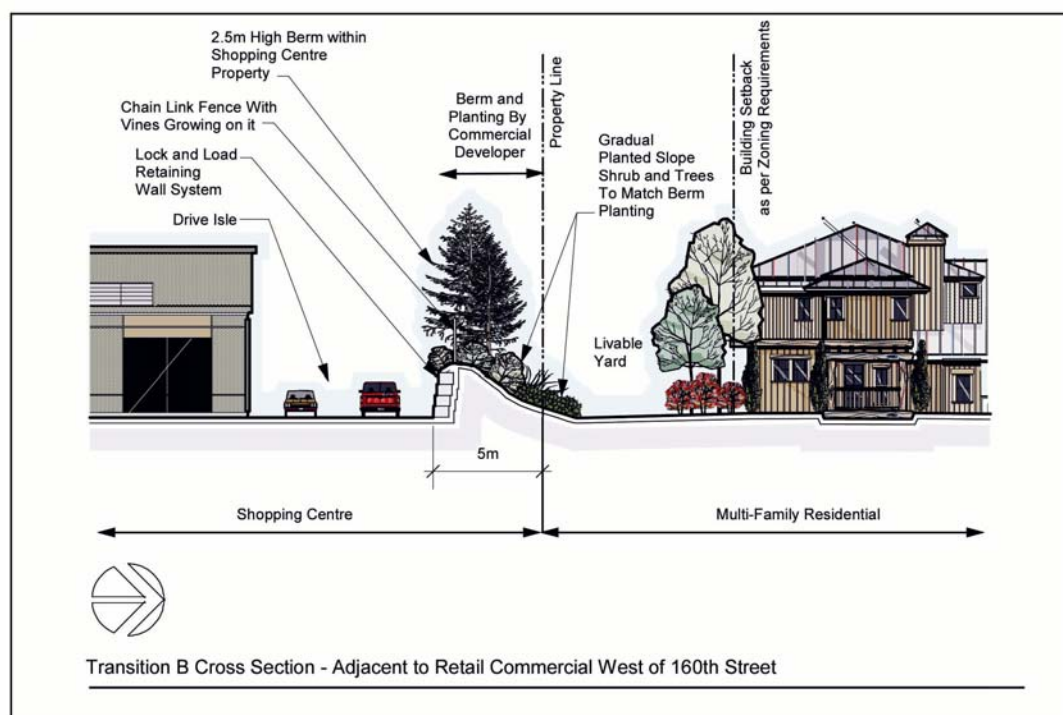 2.5m High Berm within
Shopping Centre
Property
Chain Link Fence With
Vines Growing on it
Lock and Load
Retaining
Wall System
Drive Isle
Berm and
Planting By
Commercial
Developer
Property Line
Gradual
Planted Slope
Shrub and Trees
To Match Berm
Planting
Building Setback
as per Zoning Requirements
Livable
Yard
5m
Shopping Centre
Multi-Family Residential
Transition B Cross Section - Adjacent to Retail Commercial West of 160th Street